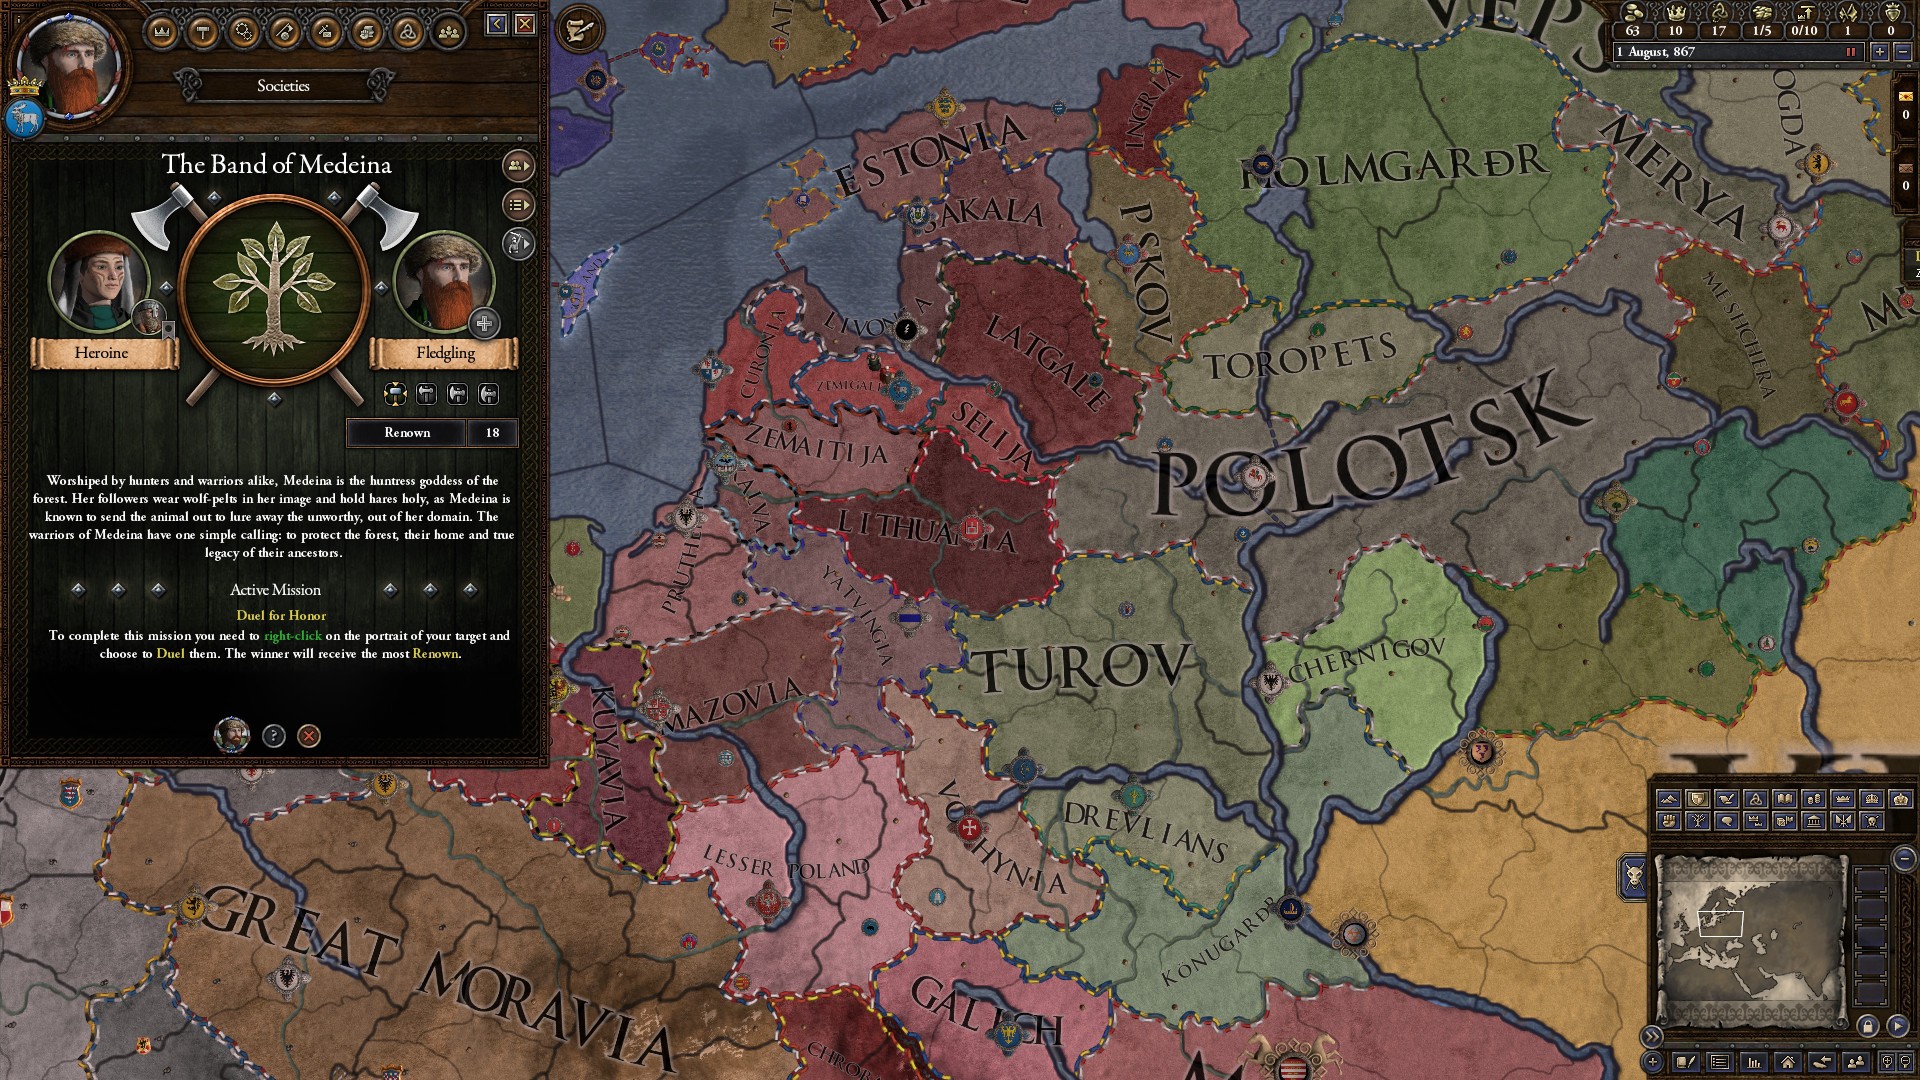 Societies
The Band of Medeina
Heroine
Fledgling
Renown 18
Worshiped by hunters and warriors alike, Medeina is the huntress goddess of the
forest. Her followers wear wolf-pelts in her image and hold hares holy, as Medeina is
known to send the animal out to lure away the unworthy, out of her domain. The
warriors of Medeina have one simple calling: to protect the forest, their home and true
legacy of their ancestors.
Active Mission
Duel for Honor
To complete this mission you need to right-click on the portrait of your target and
choose to Duel them. The winner will receive the most Renown.
?
63 10 17 1/5 0/10 1 0
1 August, 867
0
0
ESTONIA
INGRIA
HOLMGARÐR
MERYA
OGDA
SAKALA
PSKOV
LIVONIA
LATGALE
CURONIA
ZEMIGALE
SELIJA
TOROPETS
MESHCHERA
POLOTSK
ZEMAITIJA
SKALVA
LITHUANIA
PRUTHENIA
YATVINGIA
TUROV
CHERNIGOV
MAZOVIA
KUYAVIA
VOLHYNIA
DREVLIANS
LESSER POLAND
KÖNUGARÐR
GREAT MORAVIA
GALICH